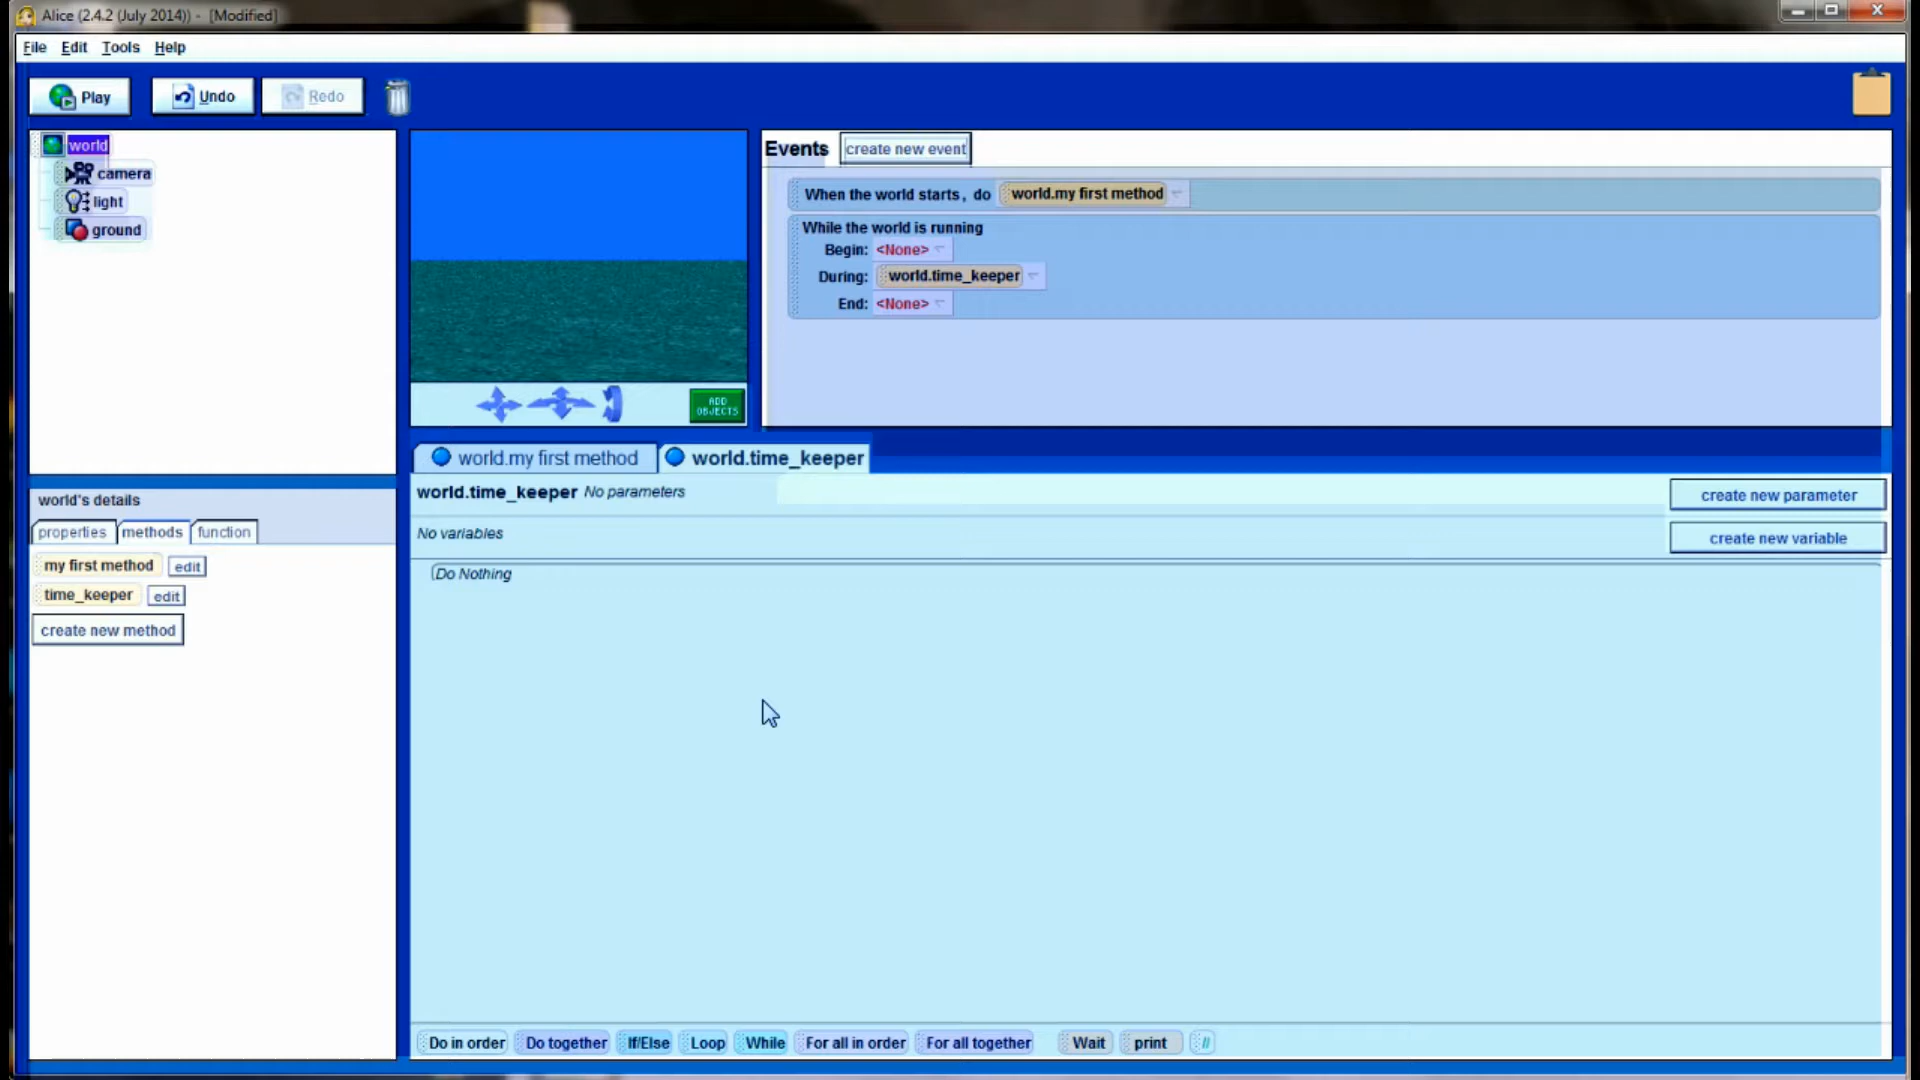 Alice (2.4.2 (July 2014)) - [Modified]
File Edit Tools Help
Play Undo Redo
world
camera
light
ground
ADD OBJECTS
Events create new event
When the world starts, do world.my first method
While the world is running
Begin: <None>
During: world.time_keeper
End: <None>
world's details
properties methods function
my first method edit
time_keeper edit
create new method
world.my first method world.time_keeper
world.time_keeper No parameters create new parameter
No variables create new variable
(Do Nothing
Do in order Do together If/Else Loop While For all in order For all together Wait print //